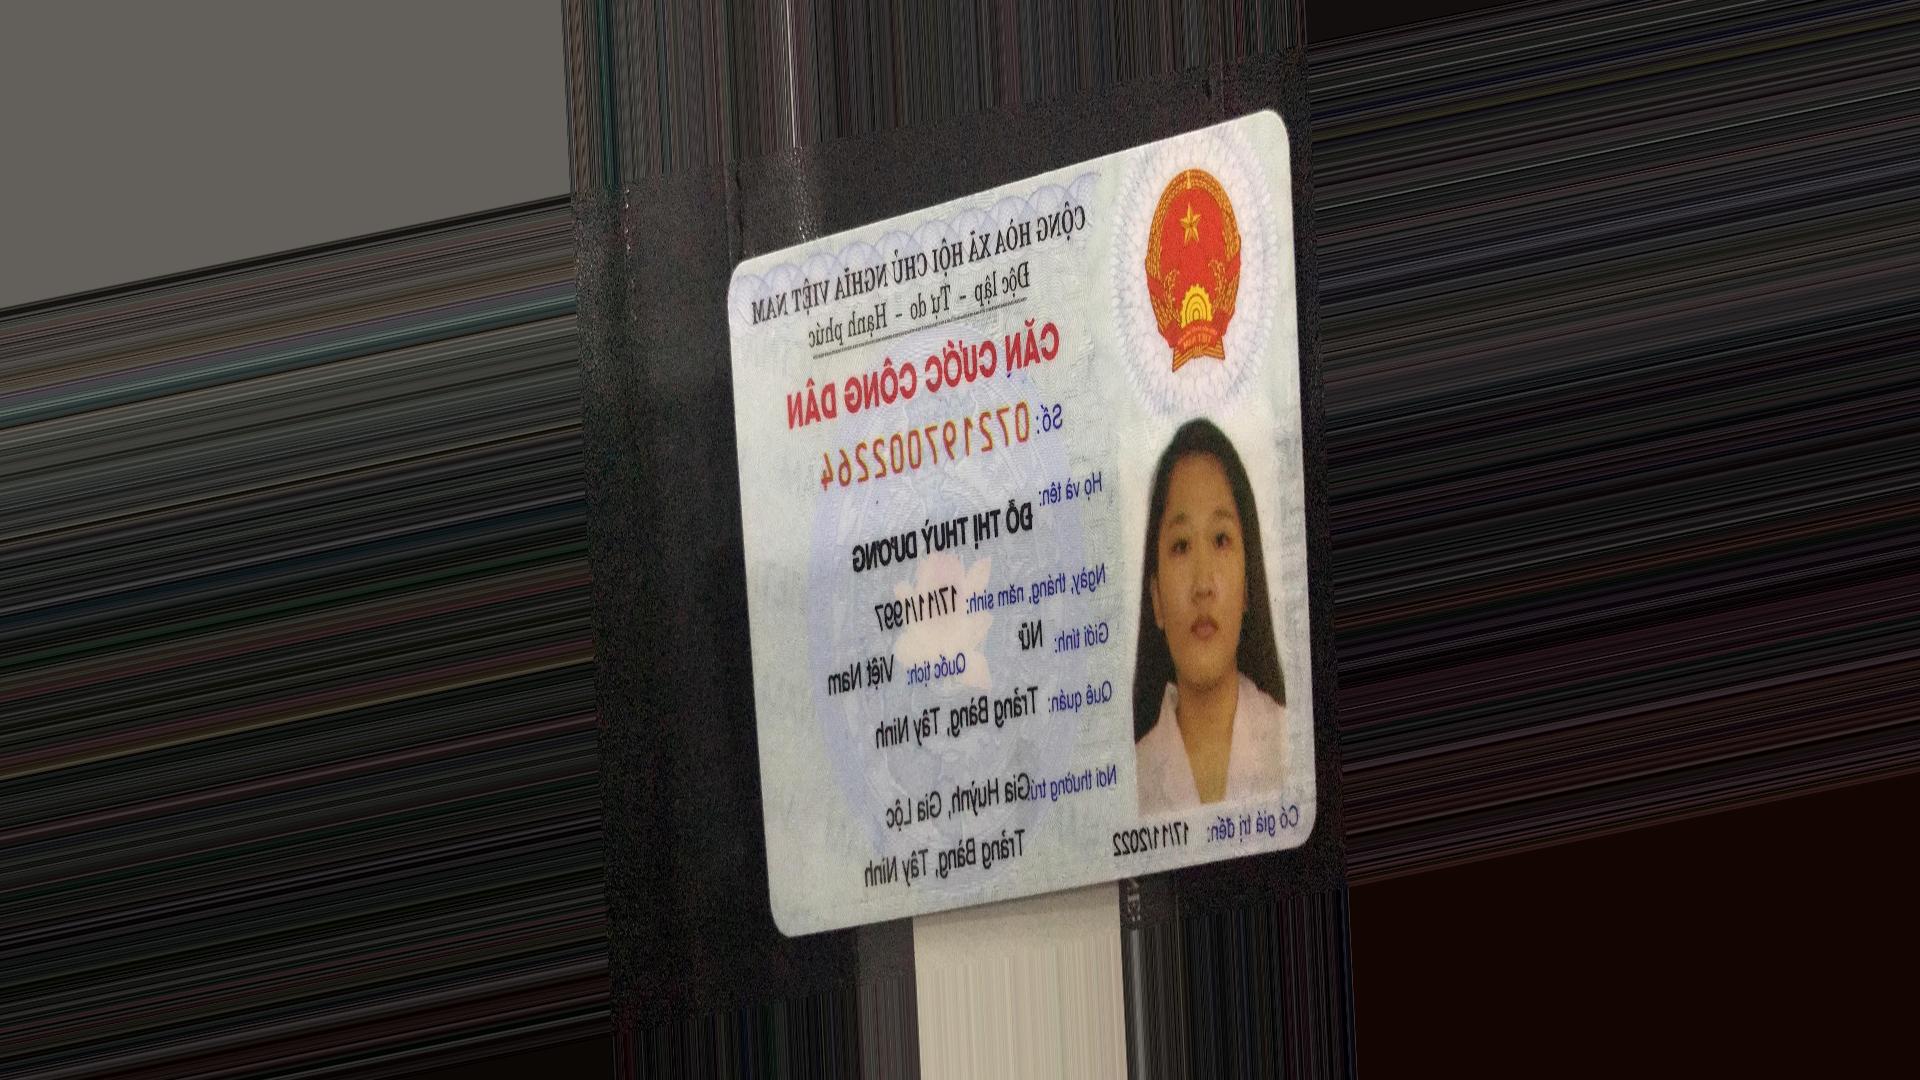 CỘNG HÒA XÃ HỘI CHỦ NGHĨA VIỆT NAM
Độc lập - Tự do - Hạnh phúc
CĂN CƯỚC CÔNG DÂN
Số: 072197002264
Họ và tên:
ĐỖ THỊ THUỲ DƯƠNG
Ngày, tháng, năm sinh: 17/11/1997
Giới tính: Nữ
Quốc tịch: Việt Nam
Quê quán: Trảng Bàng, Tây Ninh
Nơi thường trú: Gia Huỳnh, Gia Lộc
Trảng Bàng, Tây Ninh
Có giá trị đến: 17/11/2022